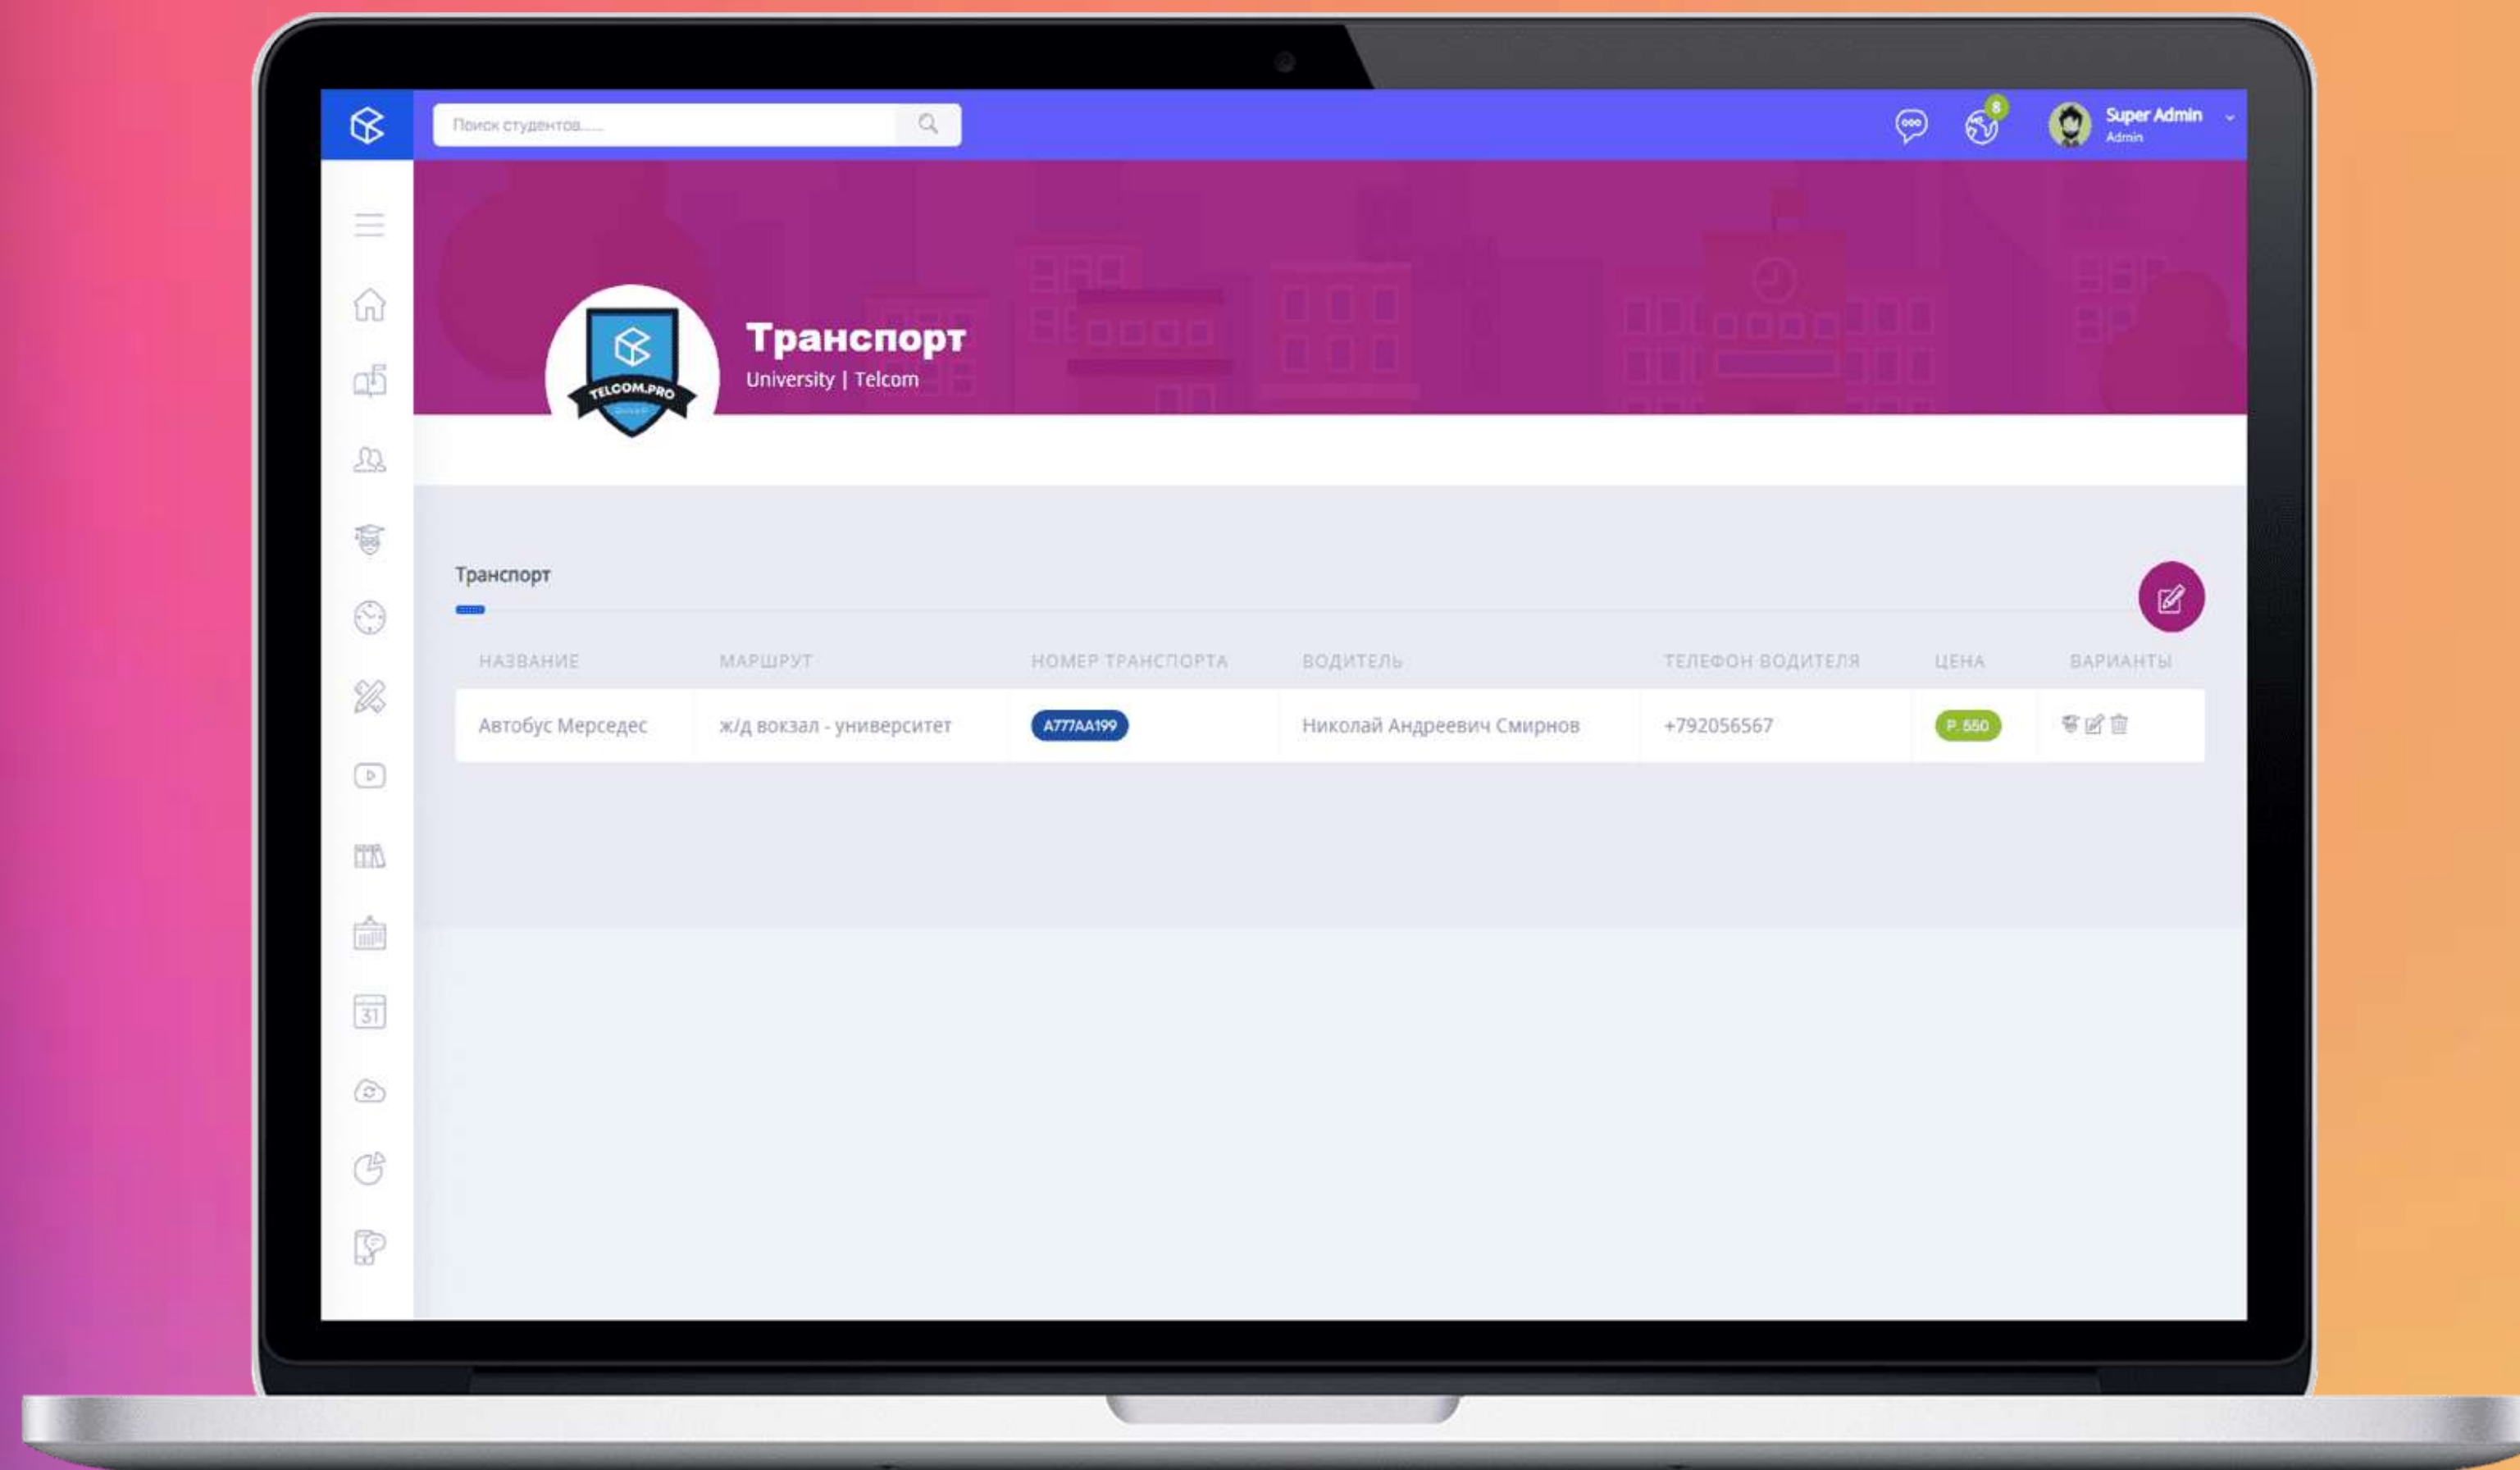 Поиск студентов......
8
Super Admin
Admin
Транспорт
University | Telcom
TELCOM.PRO
Транспорт
НАЗВАНИЕ МАРШРУТ НОМЕР ТРАНСПОРТА ВОДИТЕЛЬ ТЕЛЕФОН ВОДИТЕЛЯ ЦЕНА ВАРИАНТЫ
Автобус Мерседес ж/д вокзал - университет A777AA199 Николай Андреевич Смирнов +792056567 Р. 550
31